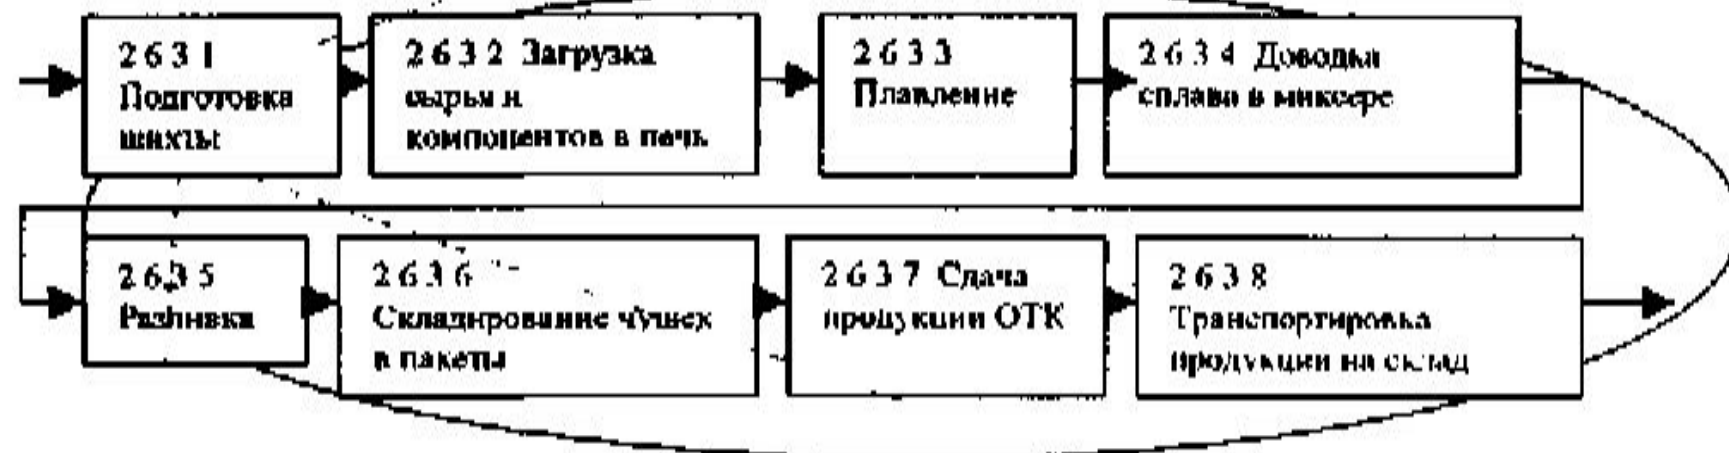 2 6 3 1
Подготовка
шихты
2 6 3 2 Загрузка
сырья и
компонентов в печь
2 6 3 3
Плавление
2 6 3 4 Доводка
сплава в миксере
2 6 3 5
Разливка
2 6 3 6
Складирование чушек
в пакеты
2 6 3 7 Сдача
продукции ОТК
2 6 3 8
Транспортировка
продукции на склад